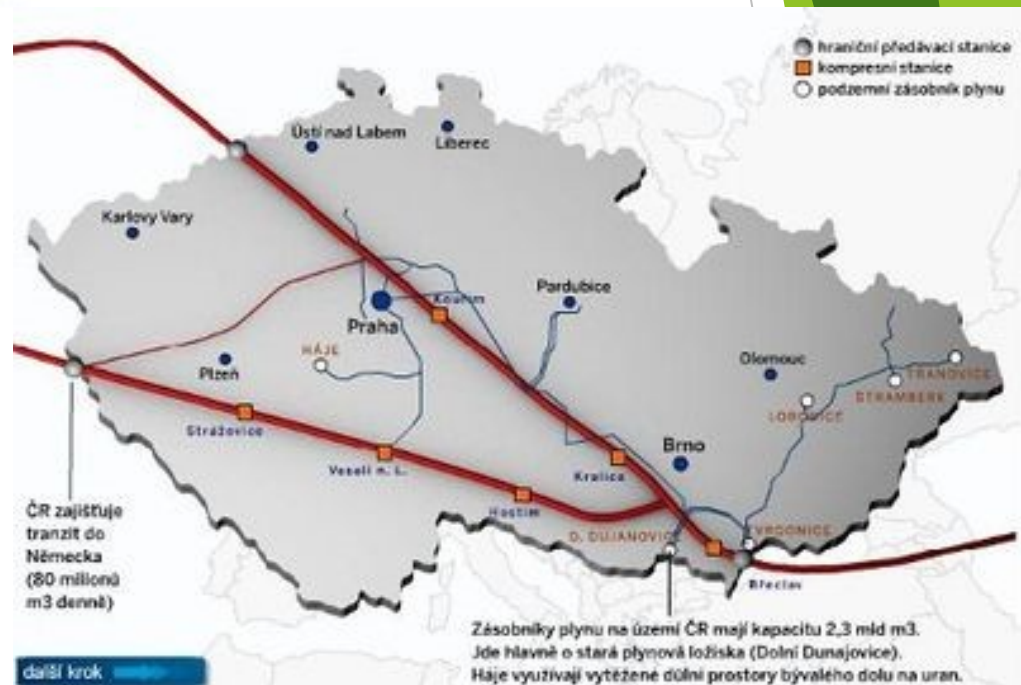 hraniční předávací stanice
kompresní stanice
podzemní zásobník plynu
Ústí nad Labem
Liberec
Karlovy Vary
Kouřim
Pardubice
Praha
HÁJE
Plzeň
Olomouc
TRANOVICE
STRAMBERK
LOBODICE
Strážovice
Veselí n. L.
Brno
Kralice
Hostim
D. DUJANOVIC
TVRDONICE
Břeclav
ČR zajišťuje
tranzit do
Německa
(80 milionů
m3 denně)
Zásobníky plynu na území ČR mají kapacitu 2,3 mld m3.
Jde hlavně o stará plynová ložiska (Dolní Dunajovice).
Háje využívají vytěžené důlní prostory bývalého dolu na uran.
další krok